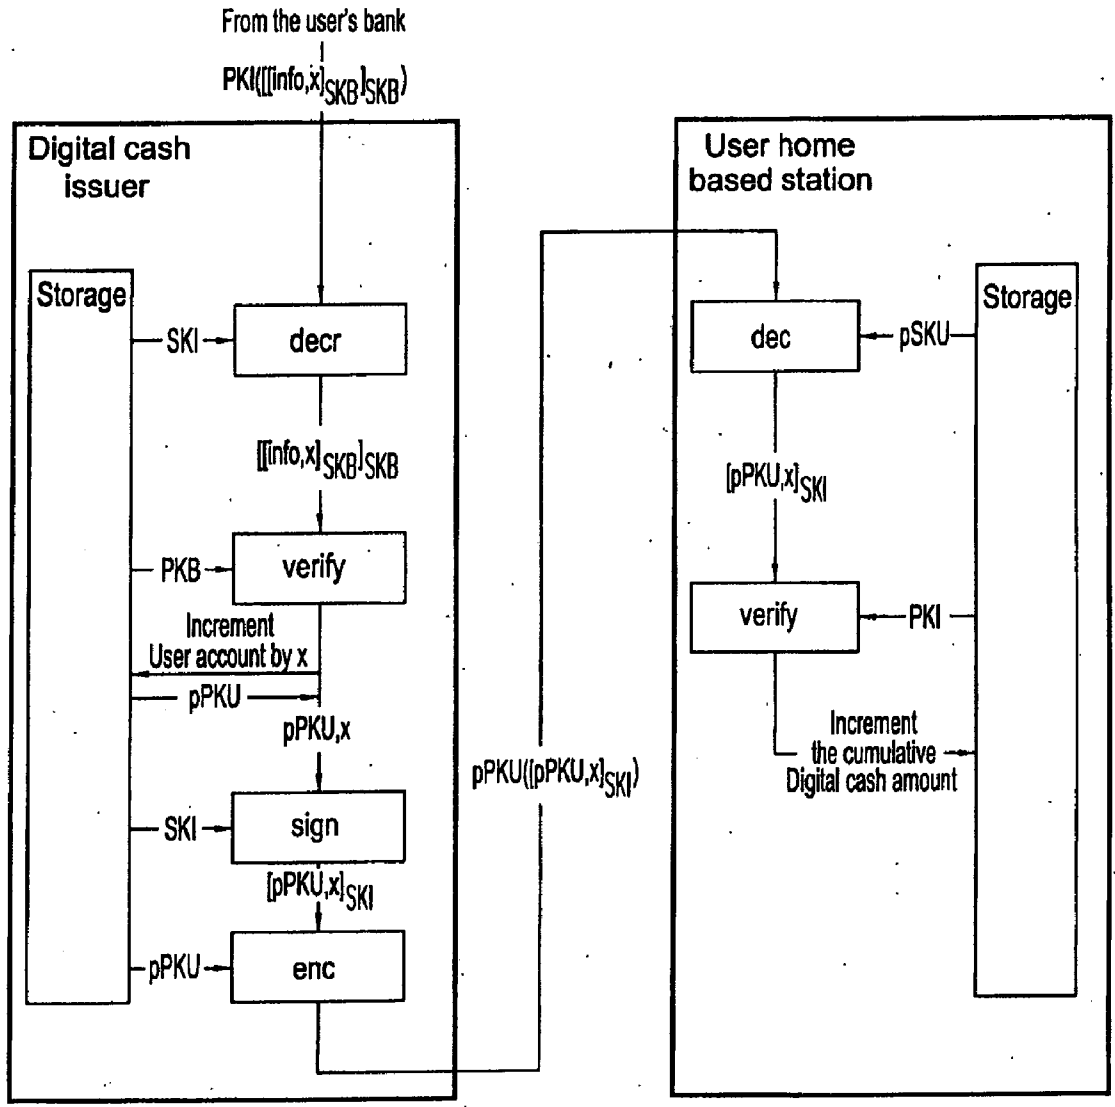 From the user's bank
PKI([[info,x]SKB]SKB)
Digital cash
issuer
Storage
SKI
decr
[[info,x]SKB]SKB
PKB
verify
Increment
User account by x
pPKU
pPKU,x
SKI
sign
[pPKU,x]SKI
pPKU
enc
pPKU([pPKU,x]SKI)
User home
based station
Storage
dec
pSKU
[pPKU,x]SKI
verify
PKI
Increment
the cumulative
Digital cash amount